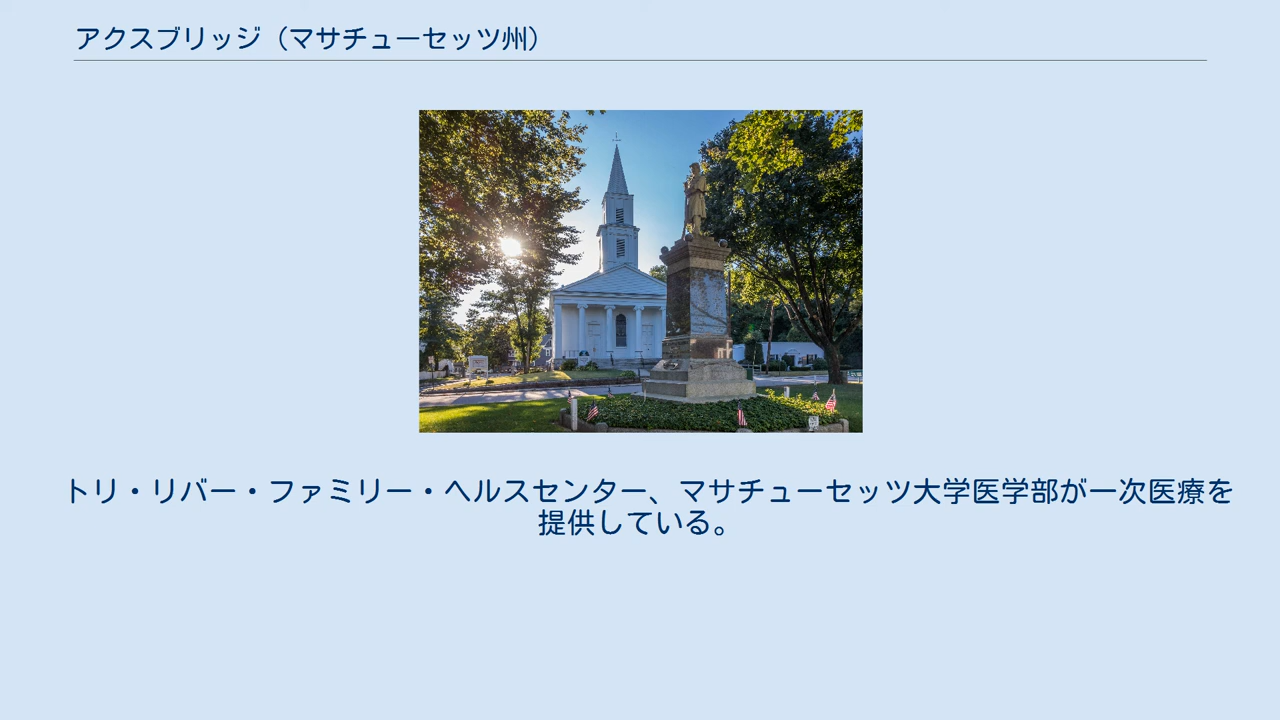 アクスブリッジ（マサチューセッツ州）
トリ・リバー・ファミリー・ヘルスセンター、マサチューセッツ大学医学部が一次医療を
提供している。